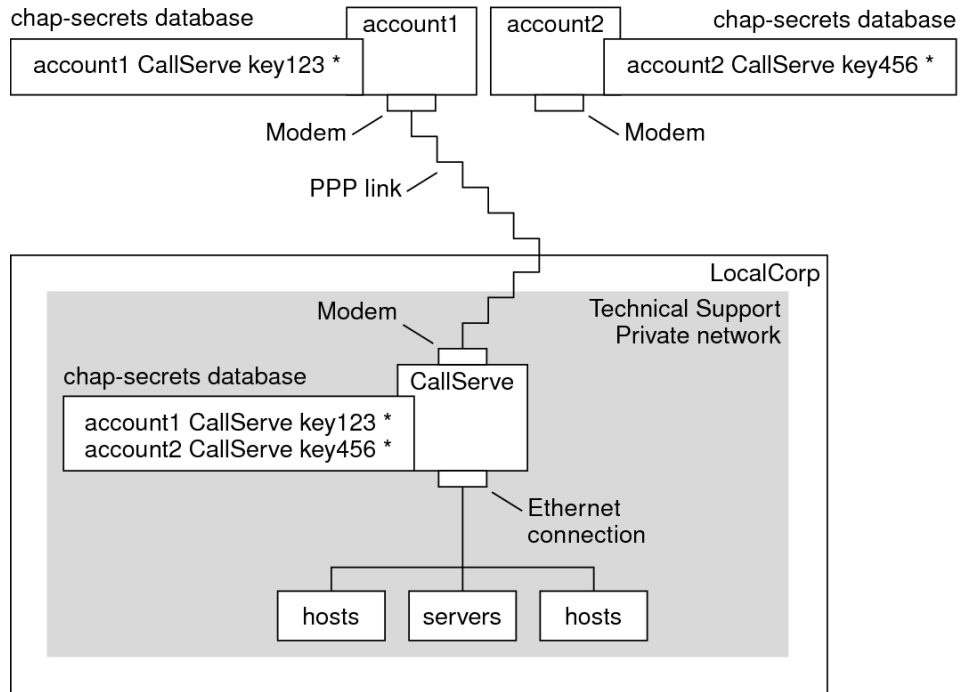 chap-secrets database
account1 CallServe key123 *
account1
account2
chap-secrets database
account2 CallServe key456 *
Modem
Modem
PPP link
LocalCorp
Technical Support
Private network
Modem
CallServe
chap-secrets database
account1 CallServe key123 *
account2 CallServe key456 *
Ethernet
connection
hosts
servers
hosts